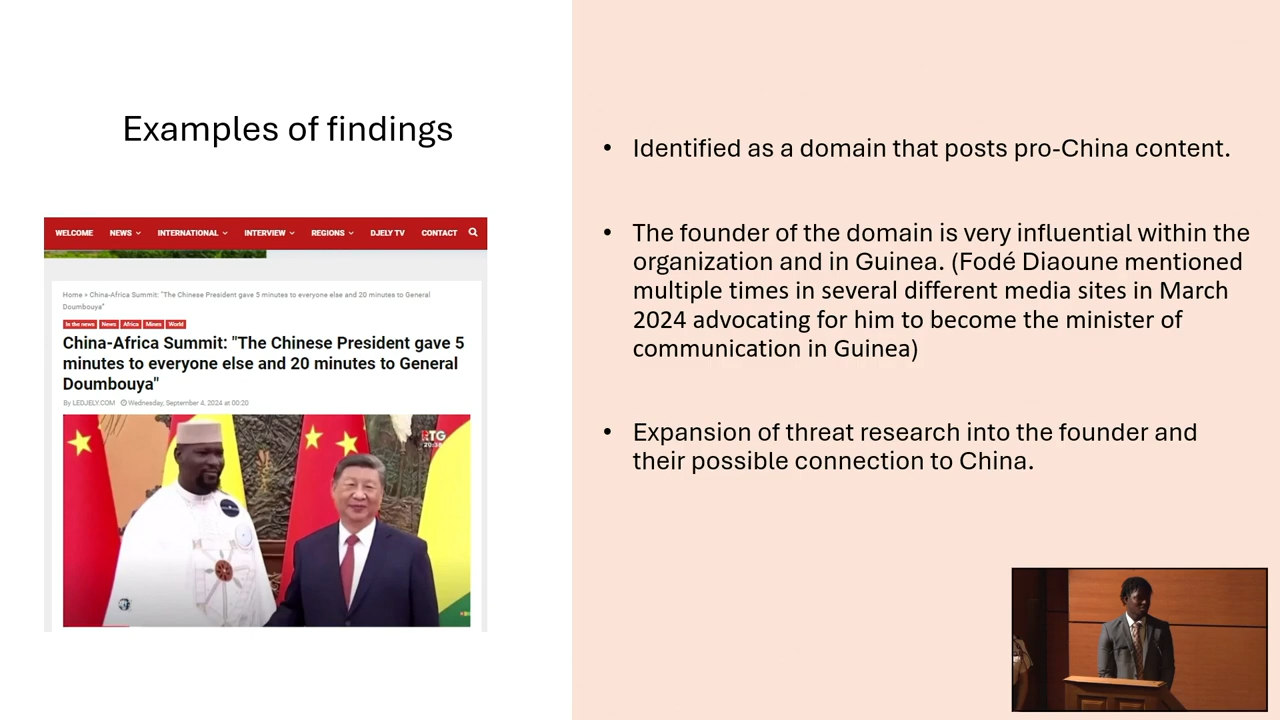 Examples of findings
WELCOME NEWS INTERNATIONAL INTERVIEW REGIONS DJELY TV CONTACT
Home » China-Africa Summit: "The Chinese President gave 5 minutes to everyone else and 20 minutes to General
Doumbouya"
In the news News Africa Mines World
China-Africa Summit: "The Chinese President gave 5
minutes to everyone else and 20 minutes to General
Doumbouya"
By LEDJELY.COM Wednesday, September 4, 2024 at 00:20
RTG
20:38
• Identified as a domain that posts pro-China content.
• The founder of the domain is very influential within the
organization and in Guinea. (Fodé Diaoune mentioned
multiple times in several different media sites in March
2024 advocating for him to become the minister of
communication in Guinea)
• Expansion of threat research into the founder and
their possible connection to China.